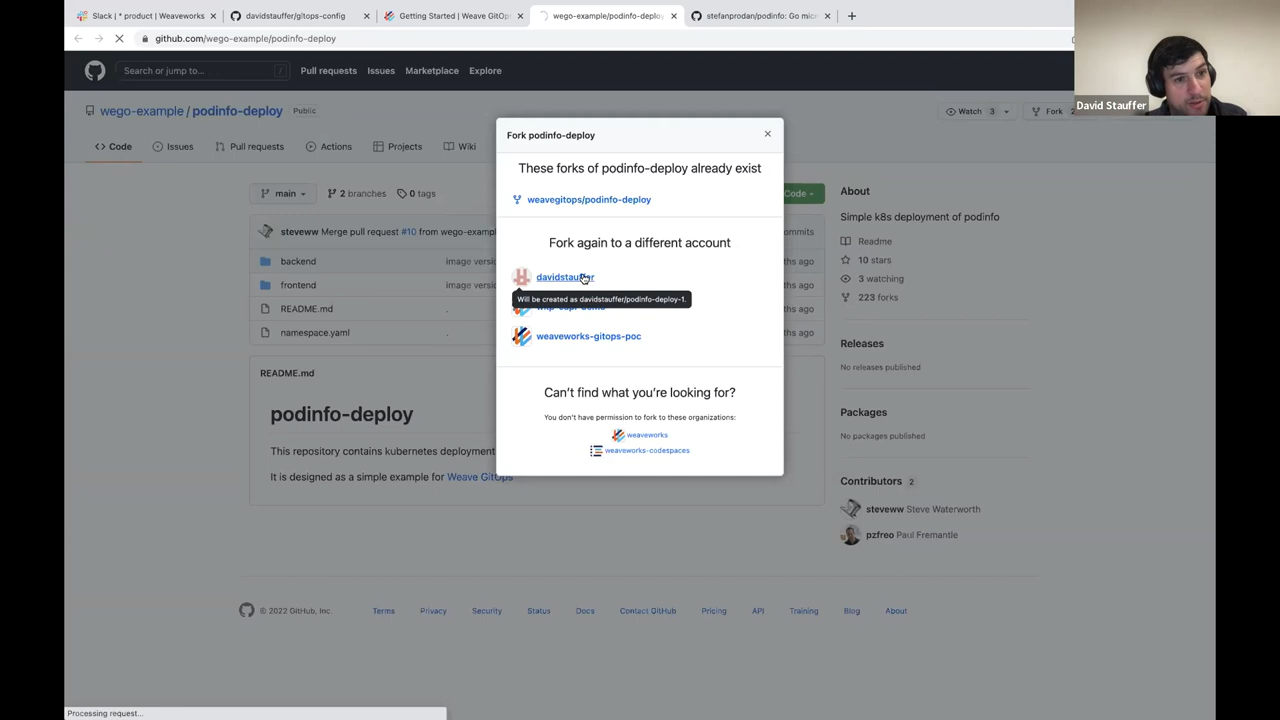 Slack | * product | Weaveworks
davidstauffer/gitops-config
Getting Started | Weave GitOp
wego-example/podinfo-deploy
stefanprodan/podinfo: Go mic
github.com/wego-example/podinfo-deploy
Search or jump to...
/
Pull requests
Issues
Marketplace
Explore
David Stauffer
wego-example / podinfo-deploy
Public
Watch 3
Fork 2
Code
Issues
Pull requests
Actions
Projects
Wiki
Fork podinfo-deploy
These forks of podinfo-deploy already exist
weavegitops/podinfo-deploy
Fork again to a different account
davidstauffer
Will be created as davidstauffer/podinfo-deploy-1.
weaveworks-gitops-poc
Can't find what you're looking for?
You don't have permission to fork to these organizations:
weaveworks
weaveworks-codespaces
main
2 branches
0 tags
Code
steveww Merge pull request #10 from wego-example
commits
backend
image version
frontend
image version
README.md
.
namespace.yaml
.
README.md
podinfo-deploy
This repository contains kubernetes deployment
It is designed as a simple example for Weave GitOps
About
Simple k8s deployment of podinfo
Readme
10 stars
3 watching
223 forks
Releases
No releases published
Packages
No packages published
Contributors 2
steveww Steve Waterworth
pzfreo Paul Fremantle
© 2022 GitHub, Inc.
Terms
Privacy
Security
Status
Docs
Contact GitHub
Pricing
API
Training
Blog
About
Processing request...